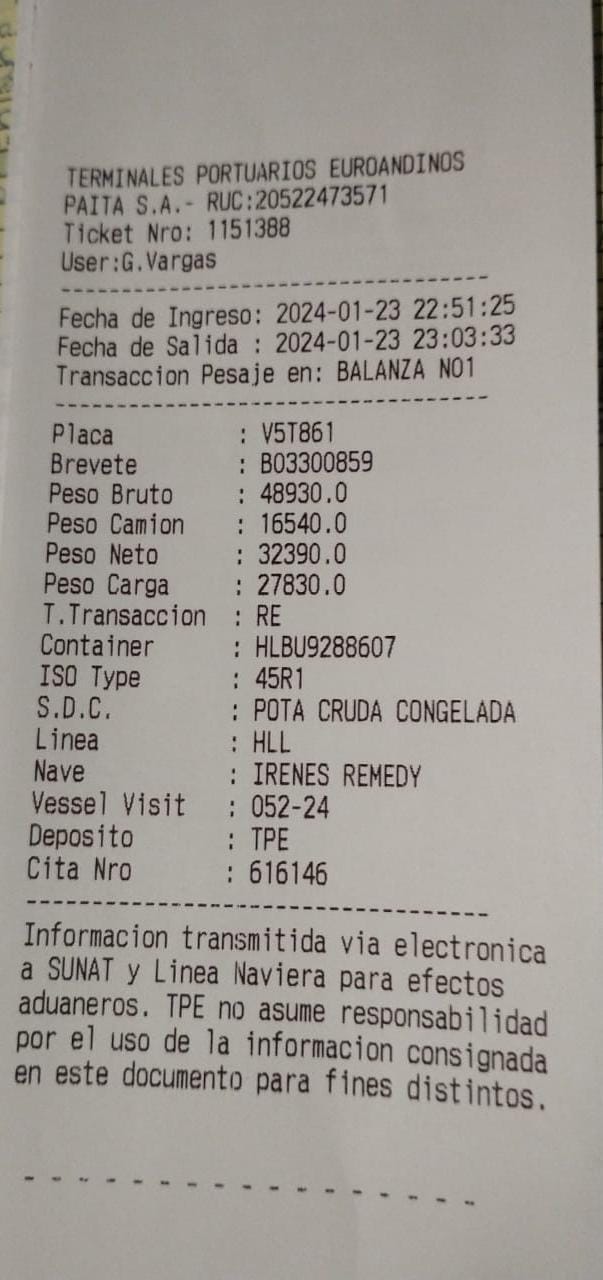 TERMINALES PORTUARIOS EUROANDINOS
PAITA S.A.- RUC:20522473571
Ticket Nro: 1151388
User:G.Vargas
Fecha de Ingreso: 2024-01-23 22:51:25
Fecha de Salida : 2024-01-23 23:03:33
Transaccion Pesaje en: BALANZA NO1
Placa : V5T861
Brevete : B03300859
Peso Bruto : 48930.0
Peso Camion : 16540.0
Peso Neto : 32390.0
Peso Carga : 27830.0
T.Transaccion : RE
Container : HLBU9288607
ISO Type : 45R1
S.D.C. : POTA CRUDA CONGELADA
Linea : HLL
Nave : IRENES REMEDY
Vessel Visit : 052-24
Deposito : TPE
Cita Nro : 616146
Informacion transmitida via electronica
a SUNAT y Linea Naviera para efectos
aduaneros. TPE no asume responsabilidad
por el uso de la informacion consignada
en este documento para fines distintos.